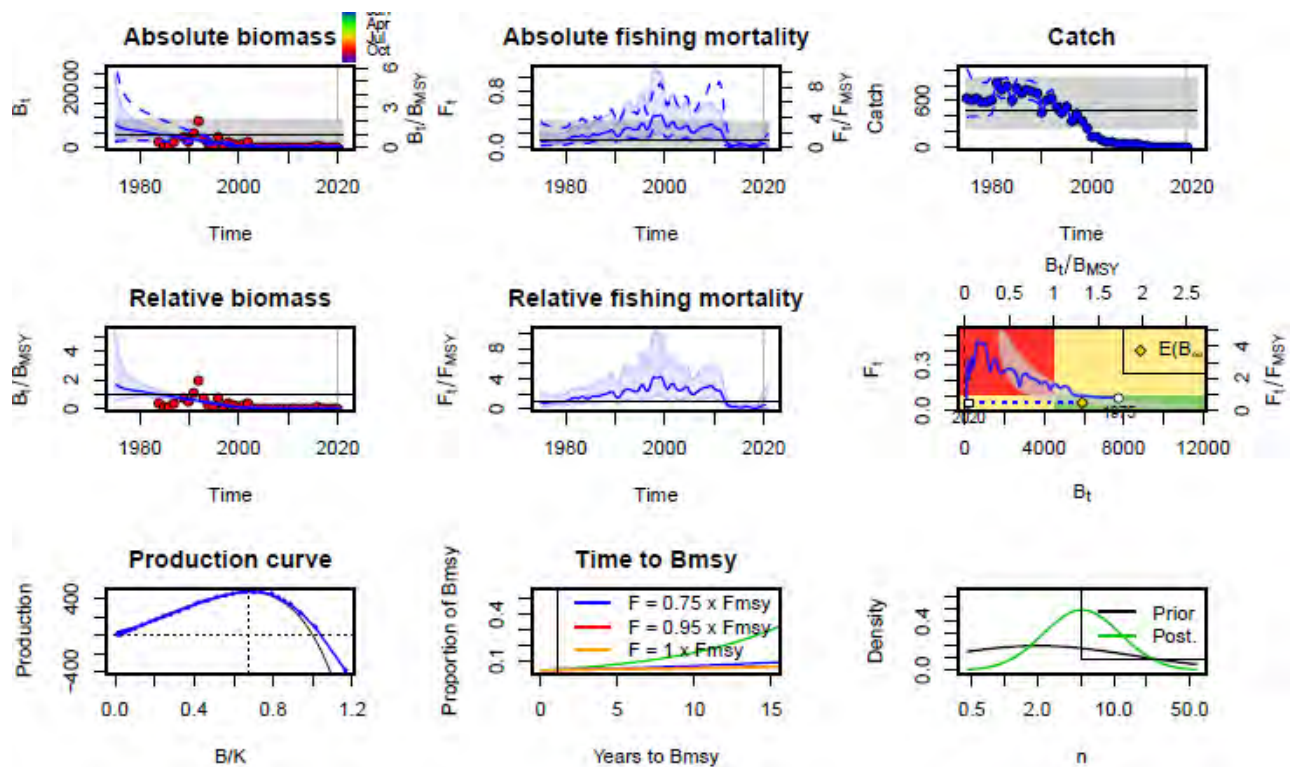 Apr
Jul
Oct
Absolute biomass
Bt
20000
0
6
3
0
Bt/BMSY
1980
2000
2020
Time
Absolute fishing mortality
Ft
0.8
0.4
0.0
8
4
2
0
Ft/FMSY
1980
2000
2020
Time
Catch
Catch
600
0
1980
2000
2020
Time
Relative biomass
Bt/BMSY
4
2
0
1980
2000
2020
Time
Relative fishing mortality
Ft/FMSY
8
4
2
0
1980
2000
2020
Time
Bt/BMSY
0 0.5 1 1.5 2 2.5
Ft
0.3
0.0
E(B∞
4
2
0
Ft/FMSY
2020
1975
0 4000 8000 12000
Bt
Production curve
Production
400
−400
0.0 0.4 0.8 1.2
B/K
Time to Bmsy
Proportion of Bmsy
0.4
0.1
F = 0.75 x Fmsy
F = 0.95 x Fmsy
F = 1 x Fmsy
0 5 10 15
Years to Bmsy
Density
0.4
0.0
Prior
Post.
0.5 2.0 10.0 50.0
n